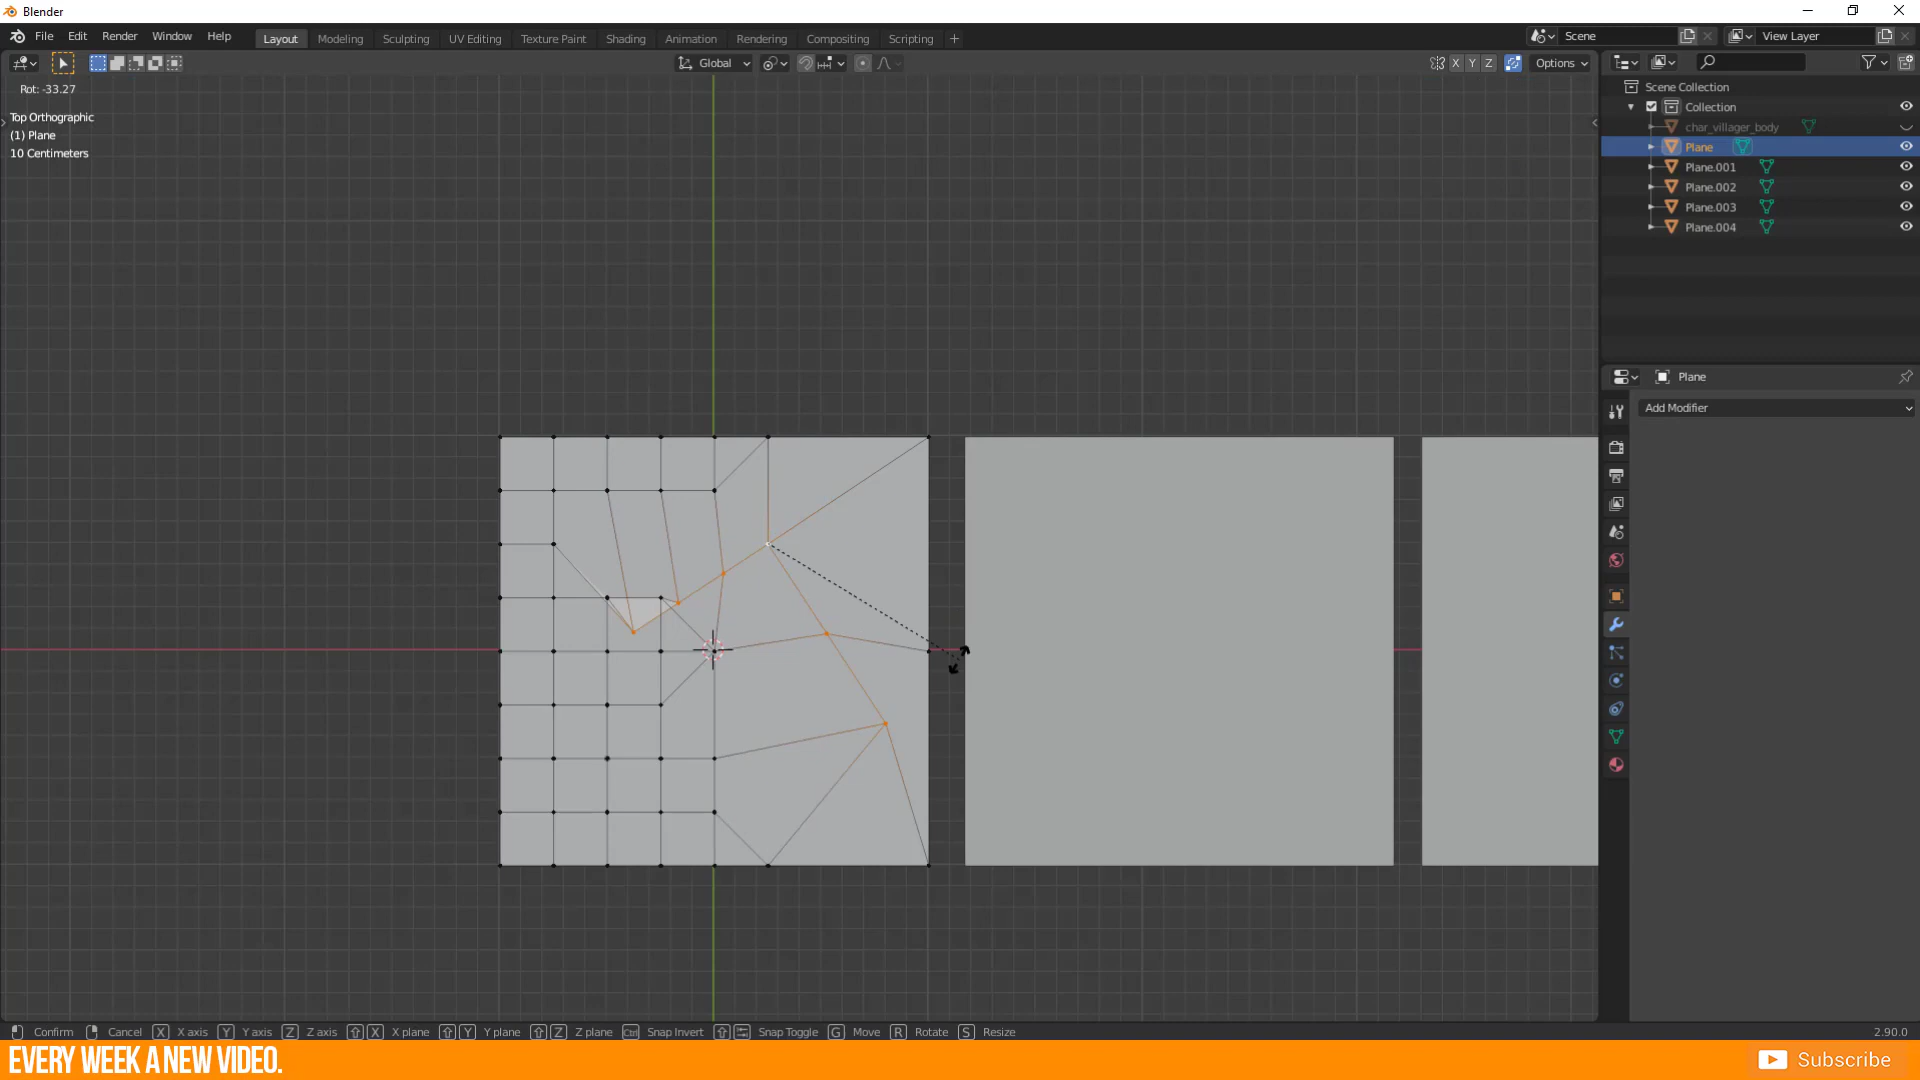 Blender
File Edit Render Window Help
Layout Modeling Sculpting UV Editing Texture Paint Shading Animation Rendering Compositing Scripting +
Scene
View Layer
Global
X Y Z
Options
Rot: -33.27
Top Orthographic
(1) Plane
10 Centimeters
Scene Collection
Collection
char_villager_body
Plane
Plane.001
Plane.002
Plane.003
Plane.004
Plane
Add Modifier
Confirm Cancel X X axis Y Y axis Z Z axis X X plane Y Y plane Z Z plane Ctrl Snap Invert Snap Toggle G Move R Rotate S Resize
2.90.0
EVERY WEEK A NEW VIDEO.
Subscribe